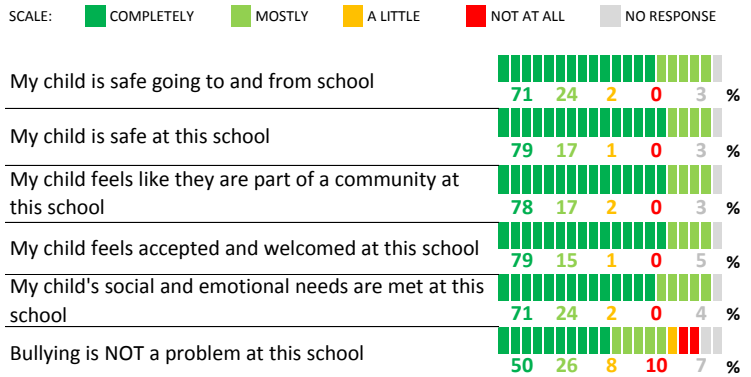 SCALE: COMPLETELY MOSTLY A LITTLE NOT AT ALL NO RESPONSE
My child is safe going to and from school
71 24 2 0 3 %
My child is safe at this school
79 17 1 0 3 %
My child feels like they are part of a community at
this school
78 17 2 0 3 %
My child feels accepted and welcomed at this school
79 15 1 0 5 %
My child's social and emotional needs are met at this
school
71 24 2 0 4 %
Bullying is NOT a problem at this school
50 26 8 10 7 %